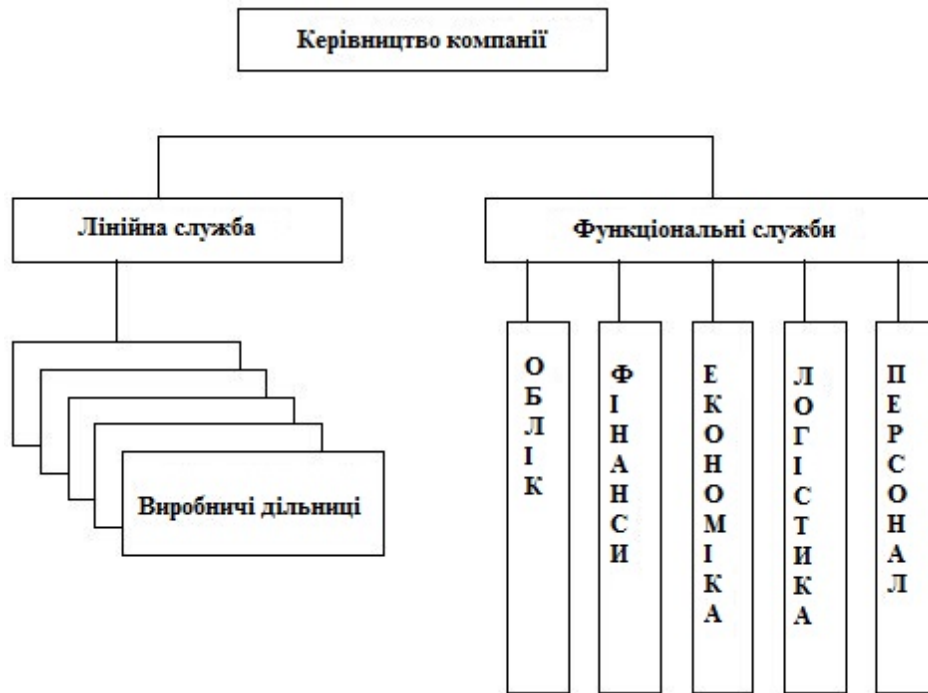 Керівництво компанії
Лінійна служба
Функціональні служби
Виробничі дільниці
ОБЛІК
ФІНАНСИ
ЕКОНОМІКА
ЛОГІСТИКА
ПЕРСОНАЛ